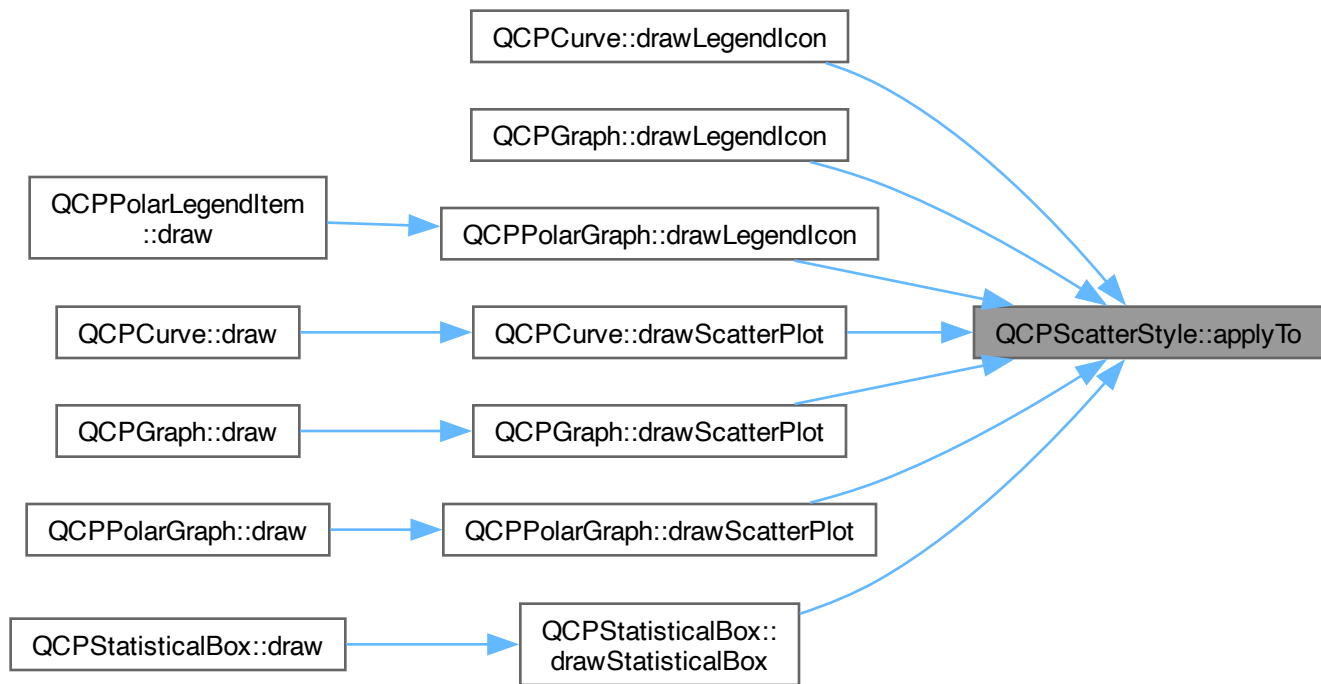 QCPCurve::drawLegendIcon
QCPGraph::drawLegendIcon
QCPPolarLegendItem
::draw
QCPPolarGraph::drawLegendIcon
QCPCurve::draw
QCPCurve::drawScatterPlot
QCPScatterStyle::applyTo
QCPGraph::draw
QCPGraph::drawScatterPlot
QCPPolarGraph::draw
QCPPolarGraph::drawScatterPlot
QCPStatisticalBox::draw
QCPStatisticalBox::
drawStatisticalBox